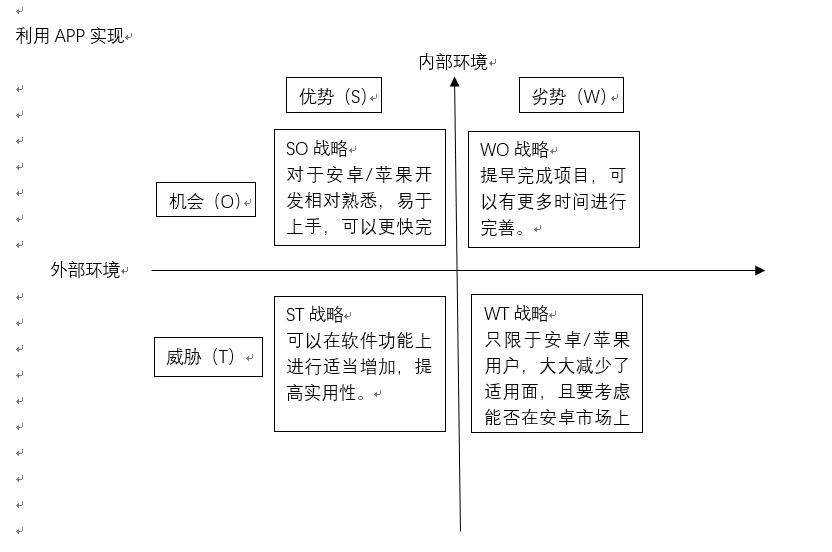 利用 APP 实现
内部环境
优势（S）
劣势（W）
SO 战略
对于安卓/苹果开
发相对熟悉，易于
上手，可以更快完
WO 战略
提早完成项目，可
以有更多时间进行
完善。
机会（O）
外部环境
ST 战略
可以在软件功能上
进行适当增加，提
高实用性。
WT 战略
只限于安卓/苹果
用户，大大减少了
适用面，且要考虑
能否在安卓市场上
威胁（T）